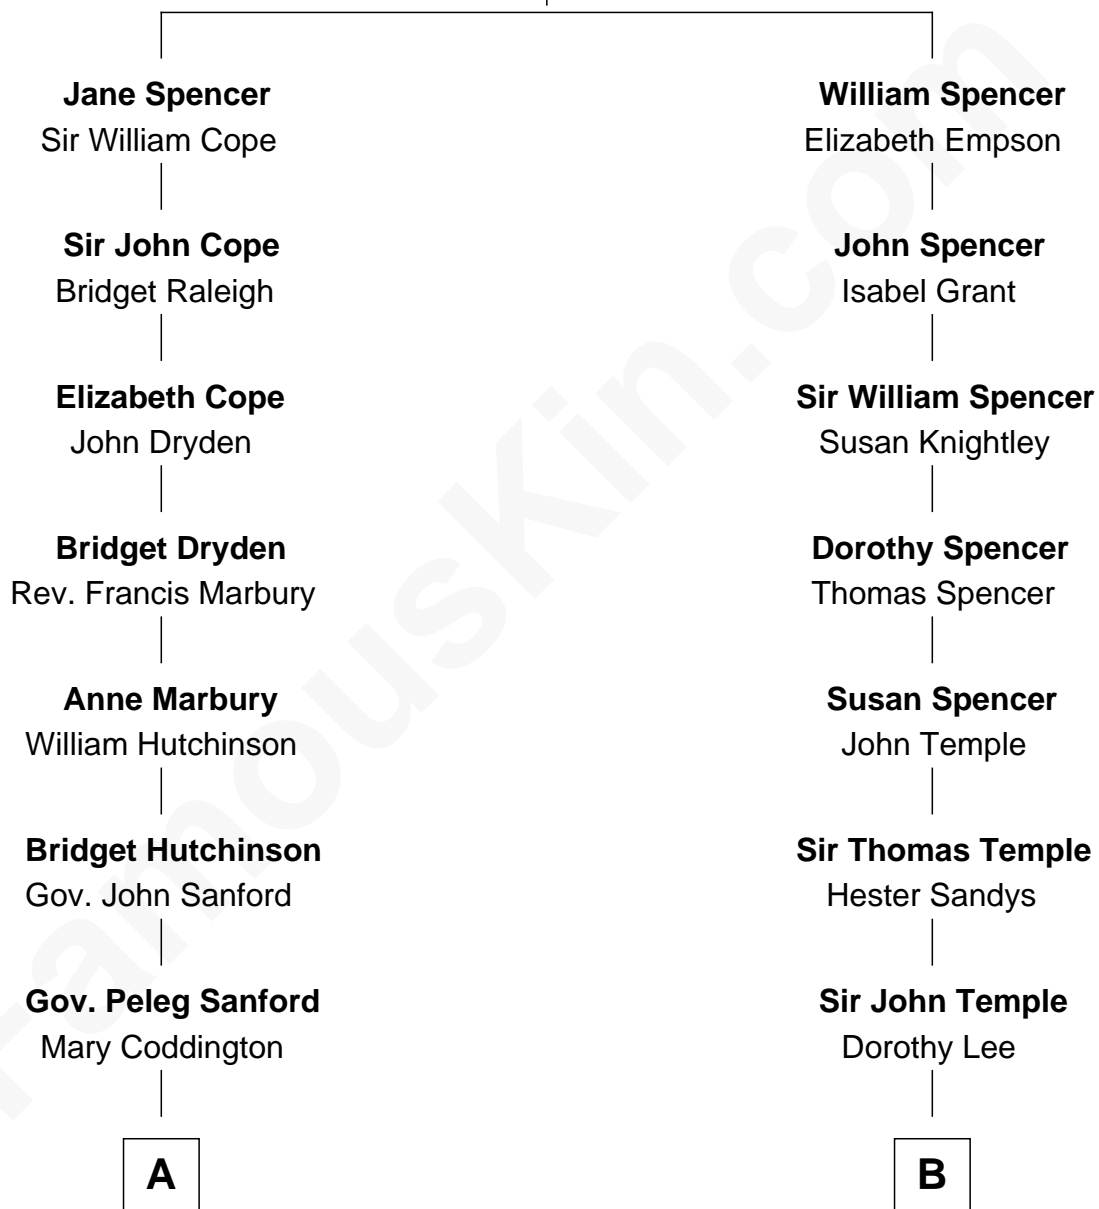 Jane Spencer
Sir William Cope
Sir John Cope
Bridget Raleigh
Elizabeth Cope
John Dryden
Bridget Dryden
Rev. Francis Marbury
Anne Marbury
William Hutchinson
Bridget Hutchinson
Gov. John Sanford
Gov. Peleg Sanford
Mary Coddington
A
William Spencer
Elizabeth Empson
John Spencer
Isabel Grant
Sir William Spencer
Susan Knightley
Dorothy Spencer
Thomas Spencer
Susan Spencer
John Temple
Sir Thomas Temple
Hester Sandys
Sir John Temple
Dorothy Lee
B
FamousKin.com